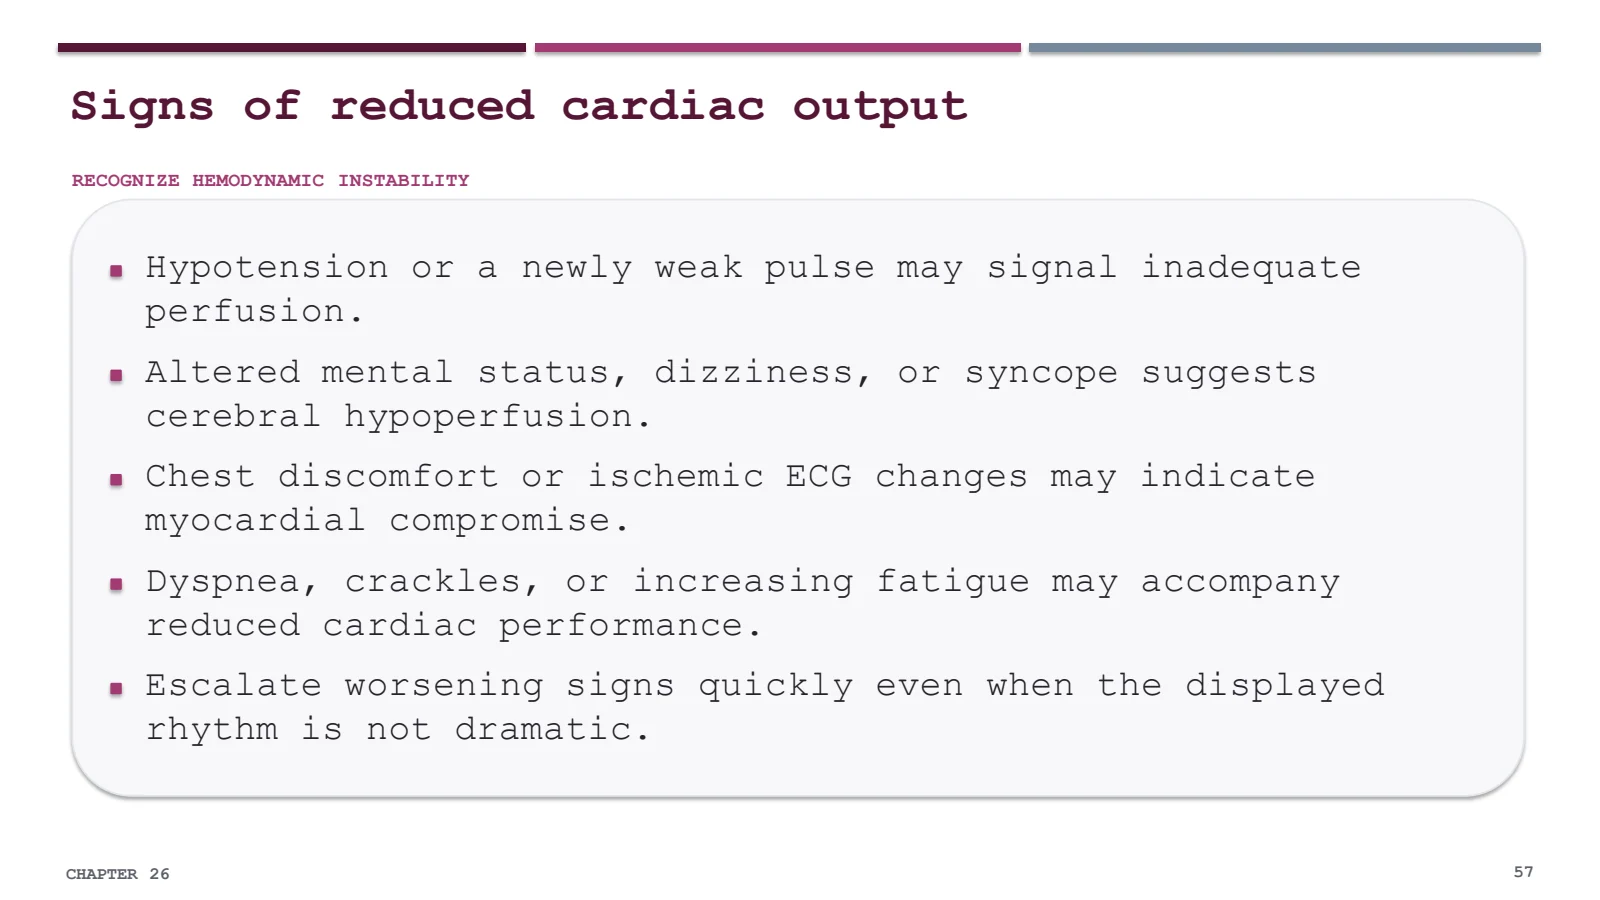 Signs of reduced cardiac output
RECOGNIZE HEMODYNAMIC INSTABILITY
▪ Hypotension or a newly weak pulse may signal inadequate
perfusion.
▪ Altered mental status, dizziness, or syncope suggests
cerebral hypoperfusion.
▪ Chest discomfort or ischemic ECG changes may indicate
myocardial compromise.
▪ Dyspnea, crackles, or increasing fatigue may accompany
reduced cardiac performance.
▪ Escalate worsening signs quickly even when the displayed
rhythm is not dramatic.
CHAPTER 26
57